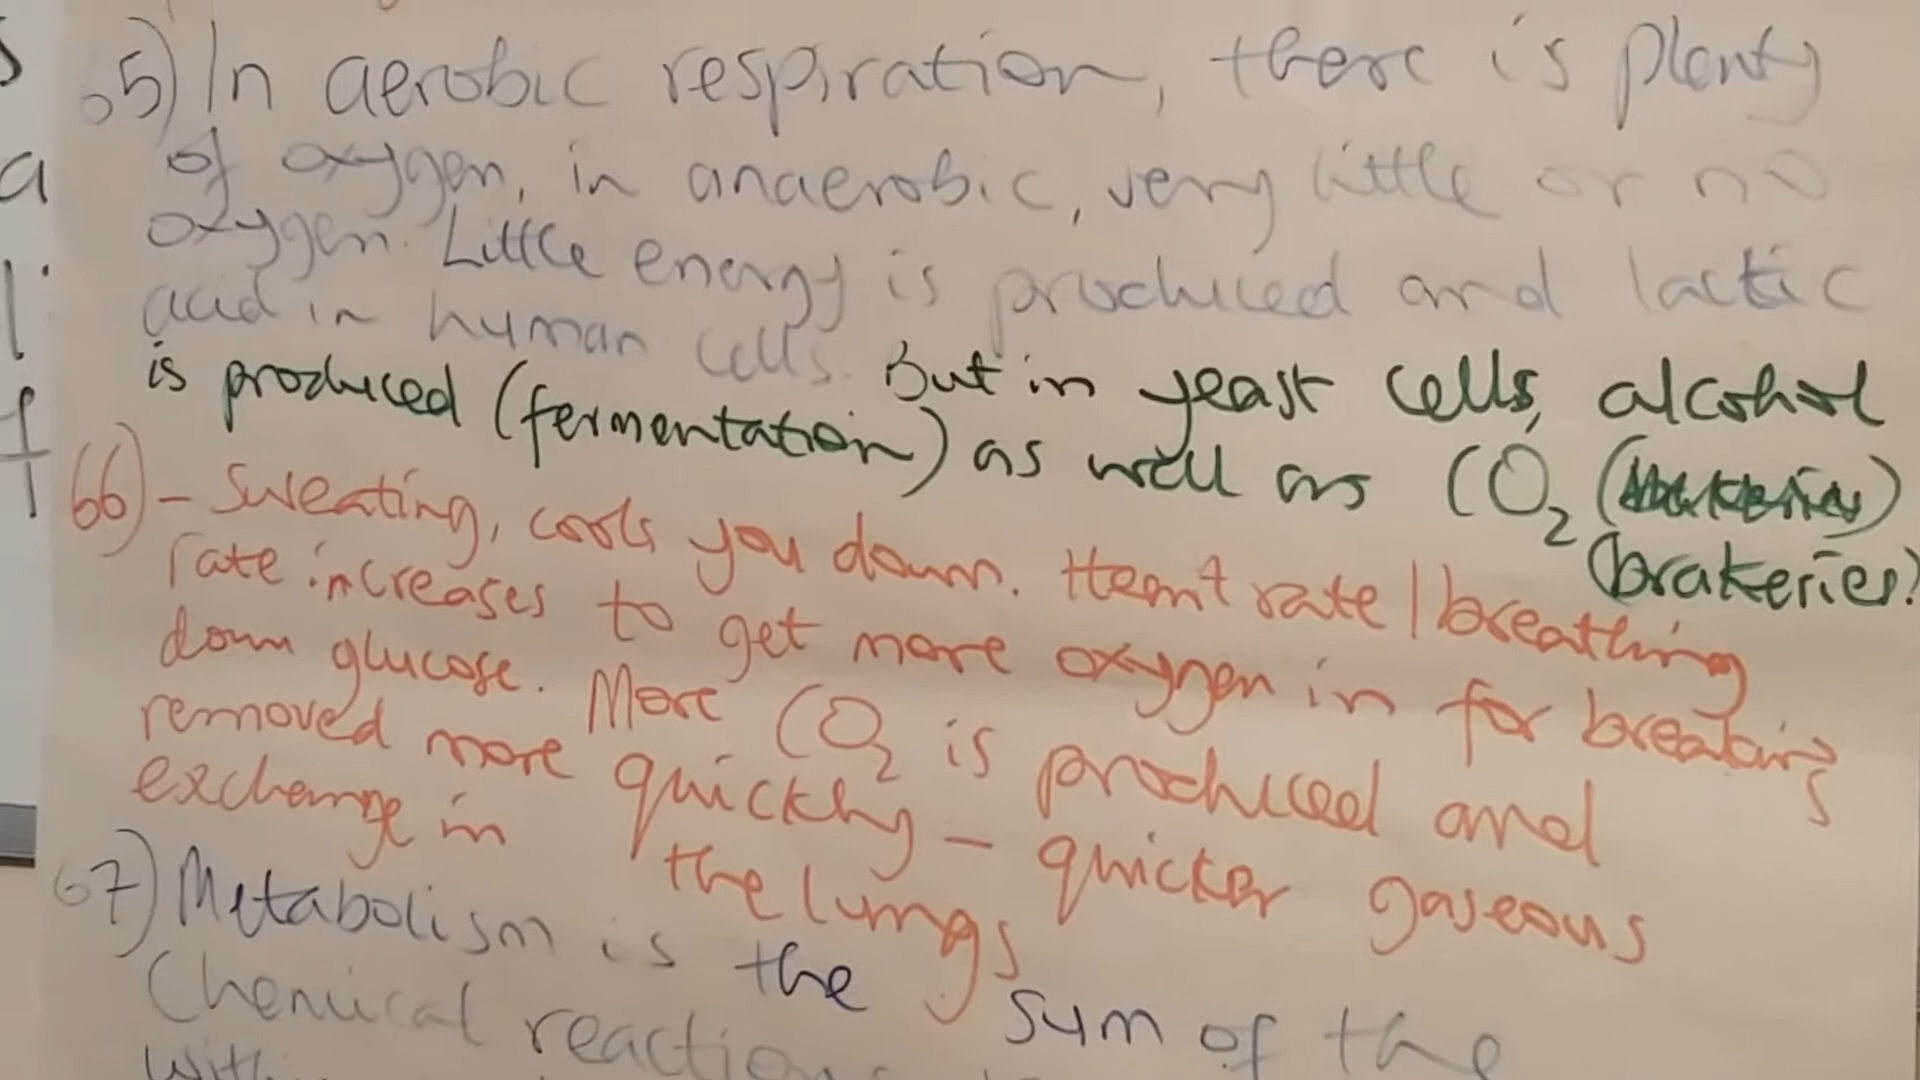 65) In aerobic respiration, there is plenty
of oxygen, in anaerobic, very little or no
oxygen. Little energy is produced and lactic
acid in human cells. But in yeast cells, alcohol
is produced (fermentation) as well as CO2
(brakeries)
66) - Sweating, cools you down. Heart rate / breathing
rate increases to get more oxygen in for breaking
down glucose. More CO2 is produced and
removed more quickly - quicker gaseous
exchange in the lungs
67) Metabolism is the sum of the
Chemical reactions